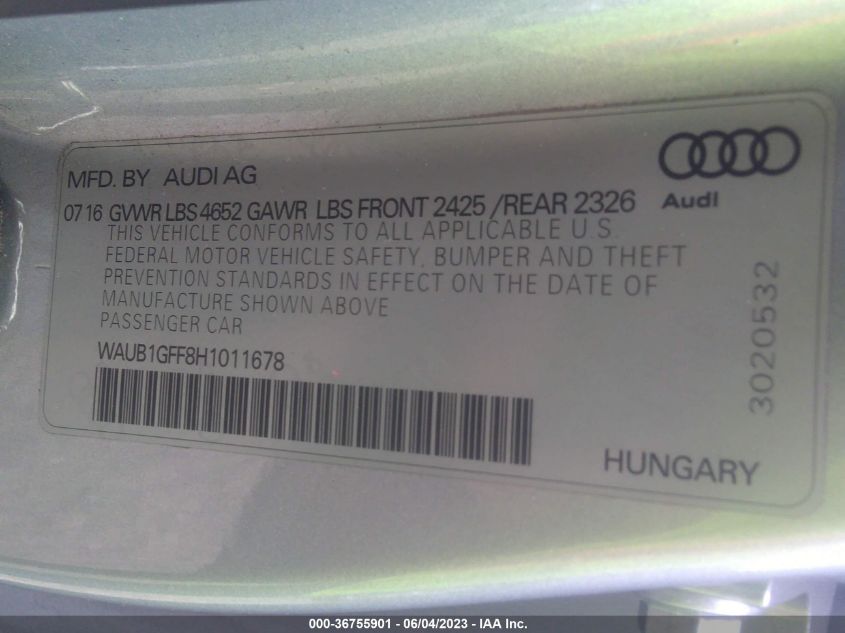 MFD. BY AUDI AG
Audi
07 16 GVWR LBS 4652 GAWR LBS FRONT 2425 /REAR 2326
THIS VEHICLE CONFORMS TO ALL APPLICABLE U.S.
FEDERAL MOTOR VEHICLE SAFETY, BUMPER AND THEFT
PREVENTION STANDARDS IN EFFECT ON THE DATE OF
MANUFACTURE SHOWN ABOVE
PASSENGER CAR
WAUB1GFF8H1011678
3020532
HUNGARY
000-36755901 - 06/04/2023 - IAA Inc.